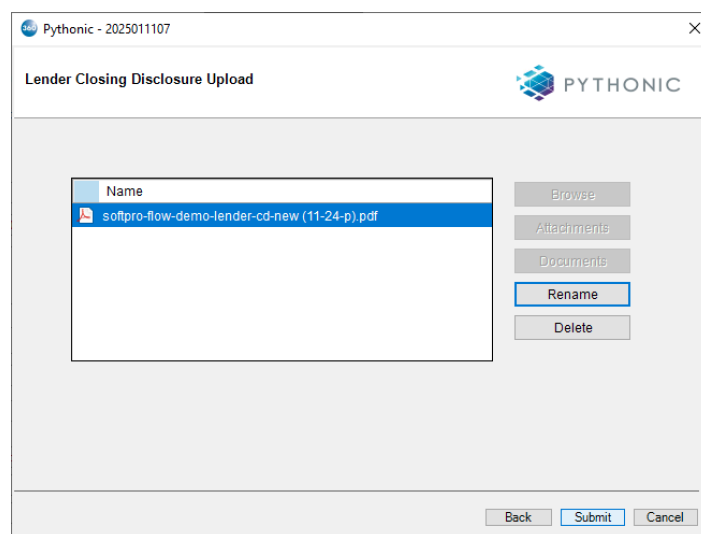 360 Pythonic - 2025011107
Lender Closing Disclosure Upload
PYTHONIC
Name
softpro-flow-demo-lender-cd-new (11-24-p).pdf
Browse
Attachments
Documents
Rename
Delete
Back Submit Cancel